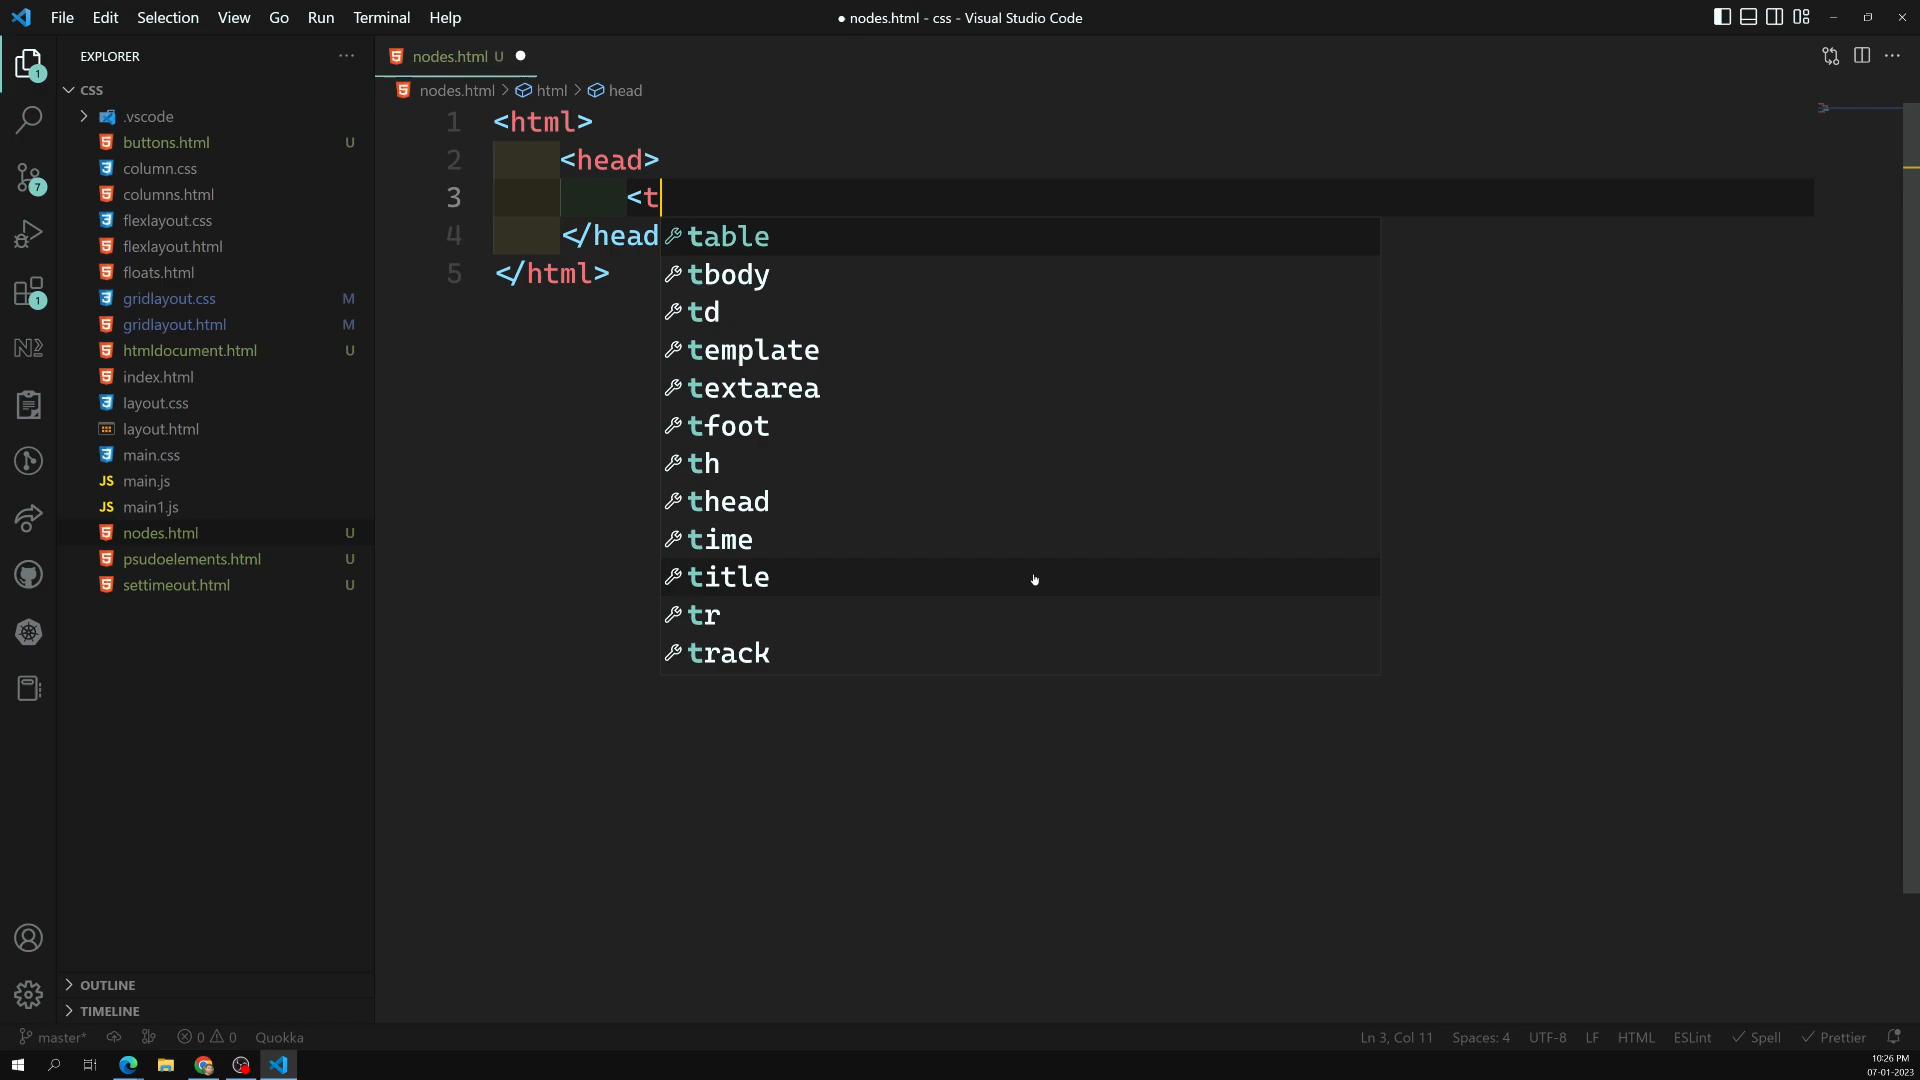 File Edit Selection View Go Run Terminal Help
● nodes.html - css - Visual Studio Code
EXPLORER
nodes.html U
CSS
nodes.html > html > head
.vscode
buttons.html U
column.css
columns.html
flexlayout.css
flexlayout.html
floats.html
gridlayout.css M
gridlayout.html M
htmldocument.html U
index.html
layout.css
layout.html
main.css
JS main.js
JS main1.js
nodes.html U
psudoelements.html U
settimeout.html U
1 <html>
2 <head>
3 <t
4 </head
5 </html>
table
tbody
td
template
textarea
tfoot
th
thead
time
title
tr
track
1
7
1
OUTLINE
TIMELINE
master* 0 0 Quokka
Ln 3, Col 11 Spaces: 4 UTF-8 LF HTML ESLint Spell Prettier
10:26 PM
07-01-2023